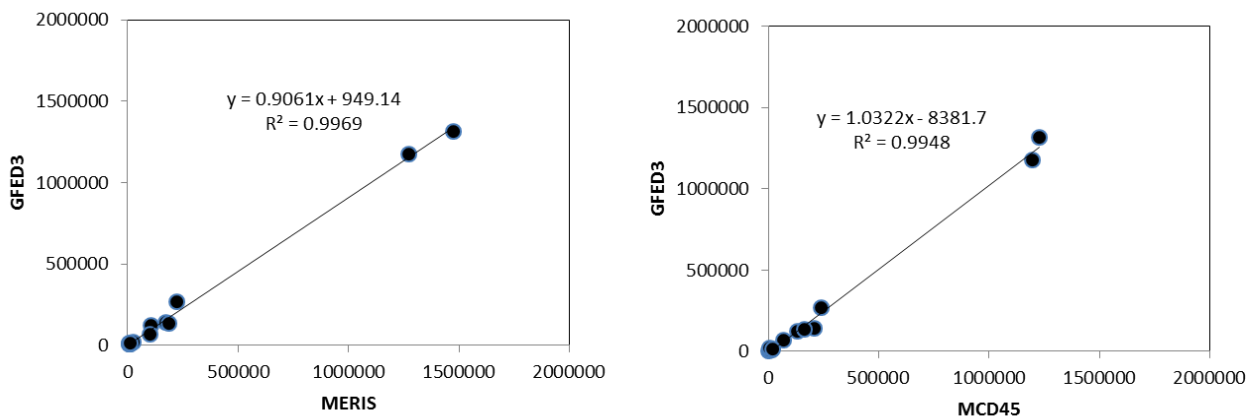 2000000
1500000
1000000
500000
0
GFED3
y = 0.9061x + 949.14
R² = 0.9969
0 500000 1000000 1500000 2000000
MERIS
2000000
1500000
1000000
500000
0
GFED3
y = 1.0322x - 8381.7
R² = 0.9948
0 500000 1000000 1500000 2000000
MCD45